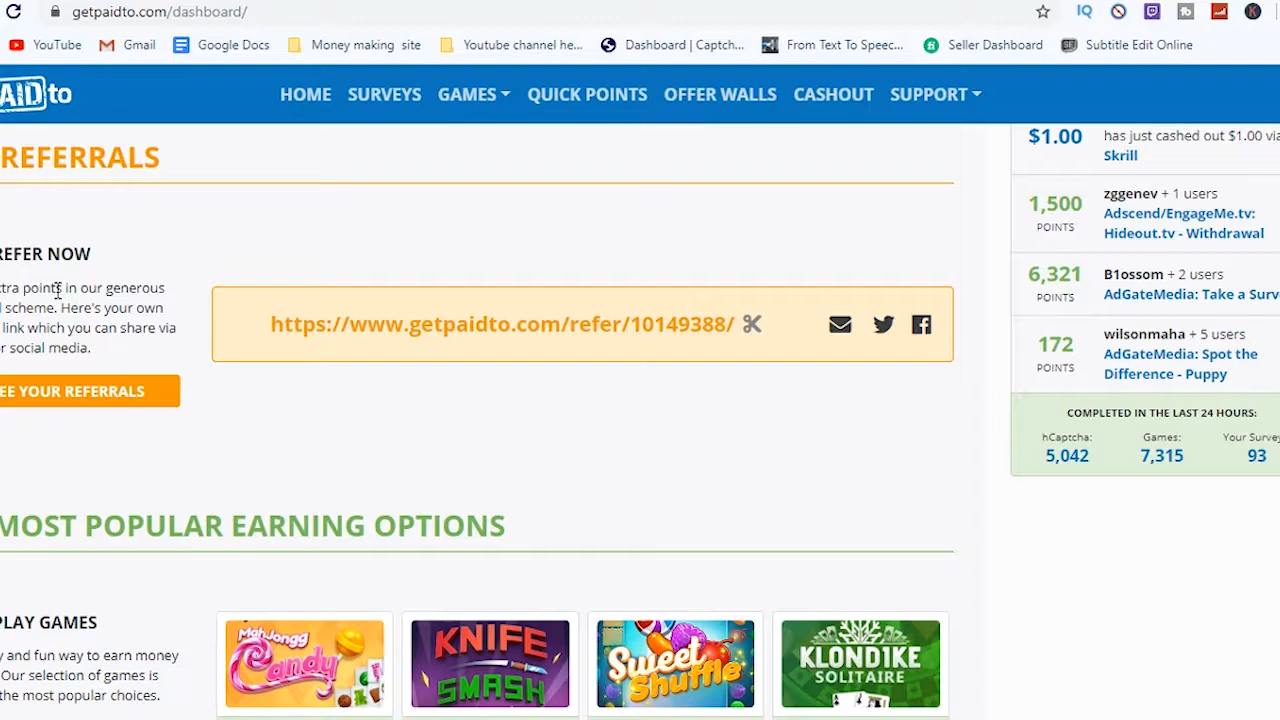 getpaidto.com/dashboard/
YouTube Gmail Google Docs Money making site Youtube channel he... Dashboard | Captch... From Text To Speec... Seller Dashboard Subtitle Edit Online
AID to HOME SURVEYS GAMES QUICK POINTS OFFER WALLS CASHOUT SUPPORT
REFERRALS
REFER NOW
xtra points in our generous
l scheme. Here's your own
link which you can share via
or social media.
EE YOUR REFERRALS
https://www.getpaidto.com/refer/10149388/
$1.00 has just cashed out $1.00 via
Skrill
1,500 POINTS
zggenev + 1 users
Adscend/EngageMe.tv:
Hideout.tv - Withdrawal
6,321 POINTS
B1ossom + 2 users
AdGateMedia: Take a Surv
172 POINTS
wilsonmaha + 5 users
AdGateMedia: Spot the
Difference - Puppy
COMPLETED IN THE LAST 24 HOURS:
hCaptcha: Games: Your Survey
5,042 7,315 93
MOST POPULAR EARNING OPTIONS
PLAY GAMES
y and fun way to earn money
Our selection of games is
the most popular choices.
MahJongg
Candy
KNIFE
SMASH
Sweet
Shuffle
KLONDIKE
SOLITAIRE